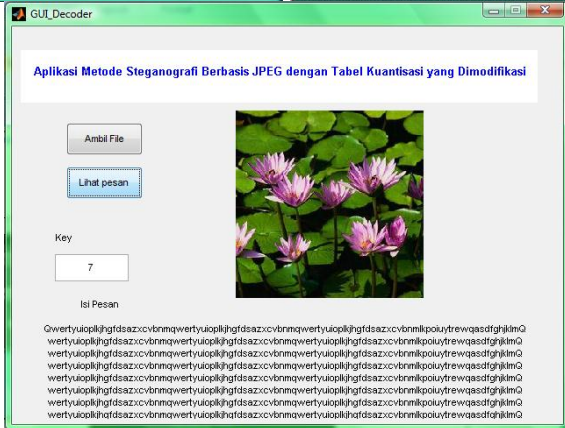 GUI_Decoder
Aplikasi Metode Steganografi Berbasis JPEG dengan Tabel Kuantisasi yang Dimodifikasi
Ambil File
Lihat pesan
Key
7
Isi Pesan
QwertyuioplkjhgfdsazxcvbnmqwertyuioplkjhgfdsazxcvbnmqwertyuioplkjhgfdsazxcvbnmlkpoiuytrewqasdfghjklmQ
wertyuioplkjhgfdsazxcvbnmqwertyuioplkjhgfdsazxcvbnmqwertyuioplkjhgfdsazxcvbnmlkpoiuytrewqasdfghjklmQ
wertyuioplkjhgfdsazxcvbnmqwertyuioplkjhgfdsazxcvbnmqwertyuioplkjhgfdsazxcvbnmlkpoiuytrewqasdfghjklmQ
wertyuioplkjhgfdsazxcvbnmqwertyuioplkjhgfdsazxcvbnmqwertyuioplkjhgfdsazxcvbnmlkpoiuytrewqasdfghjklmQ
wertyuioplkjhgfdsazxcvbnmqwertyuioplkjhgfdsazxcvbnmqwertyuioplkjhgfdsazxcvbnmlkpoiuytrewqasdfghjklmQ
wertyuioplkjhgfdsazxcvbnmqwertyuioplkjhgfdsazxcvbnmqwertyuioplkjhgfdsazxcvbnmlkpoiuytrewqasdfghjklmQ
wertyuioplkjhgfdsazxcvbnmqwertyuioplkjhgfdsazxcvbnmqwertyuioplkjhgfdsazxcvbnmlkpoiuytrewqasdfghjklmQ
wertyuioplkjhgfdsazxcvbnmqwertyuioplkjhgfdsazxcvbnmqwertyuioplkjhgfdsazxcvbnmlkpoiuytrewqasdfghjklmQ